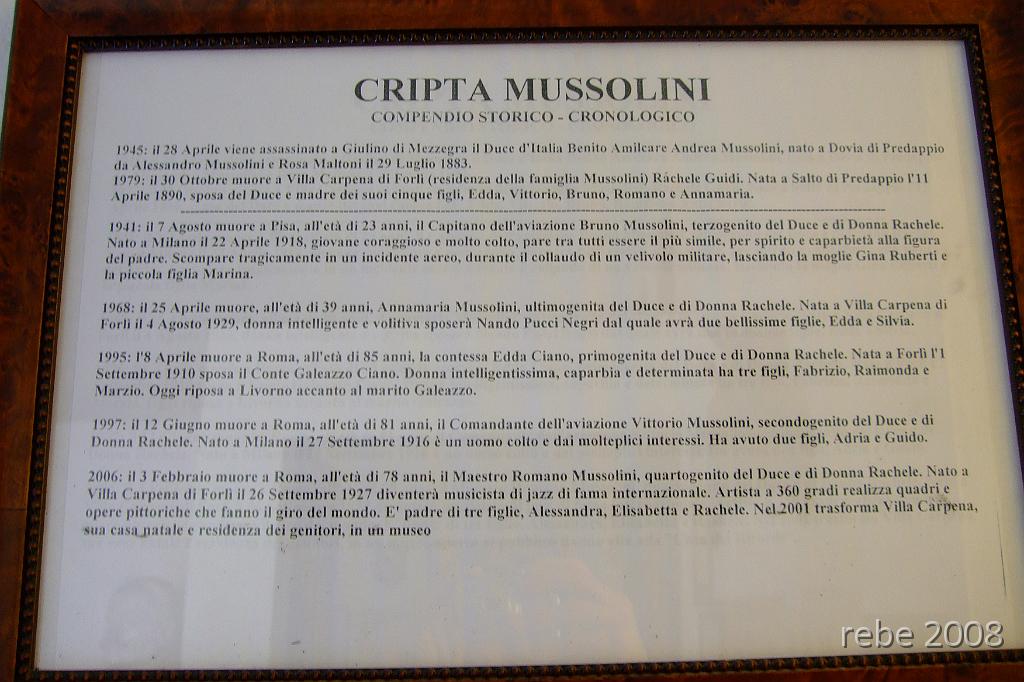 CRIPTA MUSSOLINI
COMPENDIO STORICO - CRONOLOGICO
1945: il 28 Aprile viene assassinato a Giulino di Mezzegra il Duce d'Italia Benito Amilcare Andrea Mussolini, nato a Dovia di Predappio
da Alessandro Mussolini e Rosa Maltoni il 29 Luglio 1883.
1979: il 30 Ottobre muore a Villa Carpena di Forlì (residenza della famiglia Mussolini) Ràchele Guidi. Nata a Salto di Predappio l'11
Aprile 1890, sposa del Duce e madre dei suoi cinque figli, Edda, Vittorio, Bruno, Romano e Annamaria.
1941: il 7 Agosto muore a Pisa, all'età di 23 anni, il Capitano dell'aviazione Bruno Mussolini, terzogenito del Duce e di Donna Rachele.
Nato a Milano il 22 Aprile 1918, giovane coraggioso e molto colto, pare tra tutti essere il più simile, per spirito e caparbietà alla figura
del padre. Scompare tragicamente in un incidente aereo, durante il collaudo di un velivolo militare, lasciando la moglie Gina Ruberti e
la piccola figlia Marina.
1968: il 25 Aprile muore, all'età di 39 anni, Annamaria Mussolini, ultimogenita del Duce e di Donna Rachele. Nata a Villa Carpena di
Forlì il 4 Agosto 1929, donna intelligente e volitiva sposerà Nando Pucci Negri dal quale avrà due bellissime figlie, Edda e Silvia.
1995: l'8 Aprile muore a Roma, all'età di 85 anni, la contessa Edda Ciano, primogenita del Duce e di Donna Rachele. Nata a Forlì l'1
Settembre 1910 sposa il Conte Galeazzo Ciano. Donna intelligentissima, caparbia e determinata ha tre figli, Fabrizio, Raimonda e
Marzio. Oggi riposa a Livorno accanto al marito Galeazzo.
1997: il 12 Giugno muore a Roma, all'età di 81 anni, il Comandante dell'aviazione Vittorio Mussolini, secondogenito del Duce e di
Donna Rachele. Nato a Milano il 27 Settembre 1916 è un uomo colto e dai molteplici interessi. Ha avuto due figli, Adria e Guido.
2006: il 3 Febbraio muore a Roma, all'età di 78 anni, il Maestro Romano Mussolini, quartogenito del Duce e di Donna Rachele. Nato a
Villa Carpena di Forlì il 26 Settembre 1927 diventerà musicista di jazz di fama internazionale. Artista a 360 gradi realizza quadri e
opere pittoriche che fanno il giro del mondo. E' padre di tre figlie, Alessandra, Elisabetta e Rachele. Nel 2001 trasforma Villa Carpena,
sua casa natale e residenza dei genitori, in un museo
rebe 2008